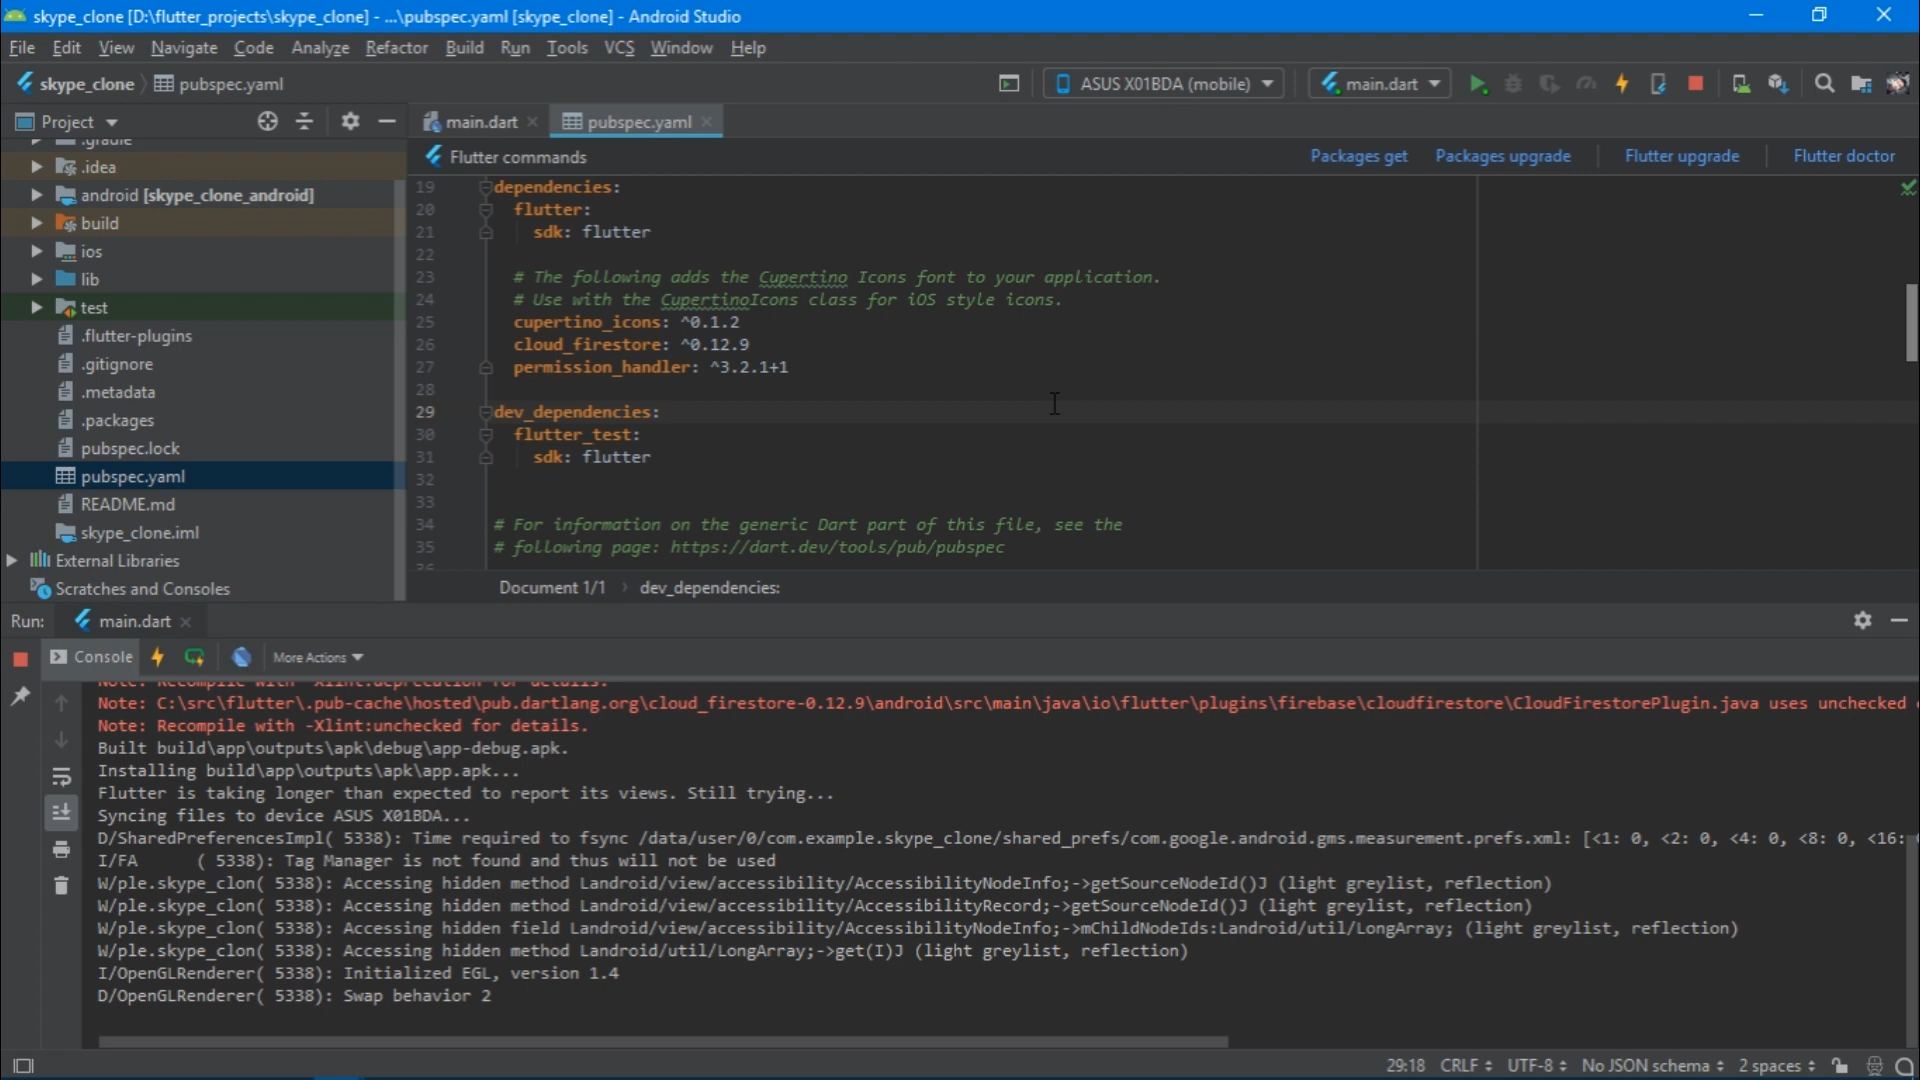 skype_clone [D:\flutter_projects\skype_clone] - ...\pubspec.yaml [skype_clone] - Android Studio
File Edit View Navigate Code Analyze Refactor Build Run Tools VCS Window Help
skype_clone pubspec.yaml ASUS X01BDA (mobile) main.dart
Project main.dart pubspec.yaml
.gradle
.idea
android [skype_clone_android]
build
ios
lib
test
.flutter-plugins
.gitignore
.metadata
.packages
pubspec.lock
pubspec.yaml
README.md
skype_clone.iml
External Libraries
Scratches and Consoles
Flutter commands Packages get Packages upgrade Flutter upgrade Flutter doctor
19 dependencies:
20 flutter:
21 sdk: flutter
22
23 # The following adds the Cupertino Icons font to your application.
24 # Use with the CupertinoIcons class for iOS style icons.
25 cupertino_icons: ^0.1.2
26 cloud_firestore: ^0.12.9
27 permission_handler: ^3.2.1+1
28
29 dev_dependencies:
30 flutter_test:
31 sdk: flutter
32
33
34 # For information on the generic Dart part of this file, see the
35 # following page: https://dart.dev/tools/pub/pubspec
36
Document 1/1 dev_dependencies:
Run: main.dart
Console More Actions
Note: Recompile with -Xlint:deprecation for details.
Note: C:\src\flutter\.pub-cache\hosted\pub.dartlang.org\cloud_firestore-0.12.9\android\src\main\java\io\flutter\plugins\firebase\cloudfirestore\CloudFirestorePlugin.java uses unchecked
Note: Recompile with -Xlint:unchecked for details.
Built build\app\outputs\apk\debug\app-debug.apk.
Installing build\app\outputs\apk\app.apk...
Flutter is taking longer than expected to report its views. Still trying...
Syncing files to device ASUS X01BDA...
D/SharedPreferencesImpl( 5338): Time required to fsync /data/user/0/com.example.skype_clone/shared_prefs/com.google.android.gms.measurement.prefs.xml: [<1: 0, <2: 0, <4: 0, <8: 0, <16:
I/FA ( 5338): Tag Manager is not found and thus will not be used
W/ple.skype_clon( 5338): Accessing hidden method Landroid/view/accessibility/AccessibilityNodeInfo;->getSourceNodeId()J (light greylist, reflection)
W/ple.skype_clon( 5338): Accessing hidden method Landroid/view/accessibility/AccessibilityRecord;->getSourceNodeId()J (light greylist, reflection)
W/ple.skype_clon( 5338): Accessing hidden field Landroid/view/accessibility/AccessibilityNodeInfo;->mChildNodeIds:Landroid/util/LongArray; (light greylist, reflection)
W/ple.skype_clon( 5338): Accessing hidden method Landroid/util/LongArray;->get(I)J (light greylist, reflection)
I/OpenGLRenderer( 5338): Initialized EGL, version 1.4
D/OpenGLRenderer( 5338): Swap behavior 2
29:18 CRLF UTF-8 No JSON schema 2 spaces